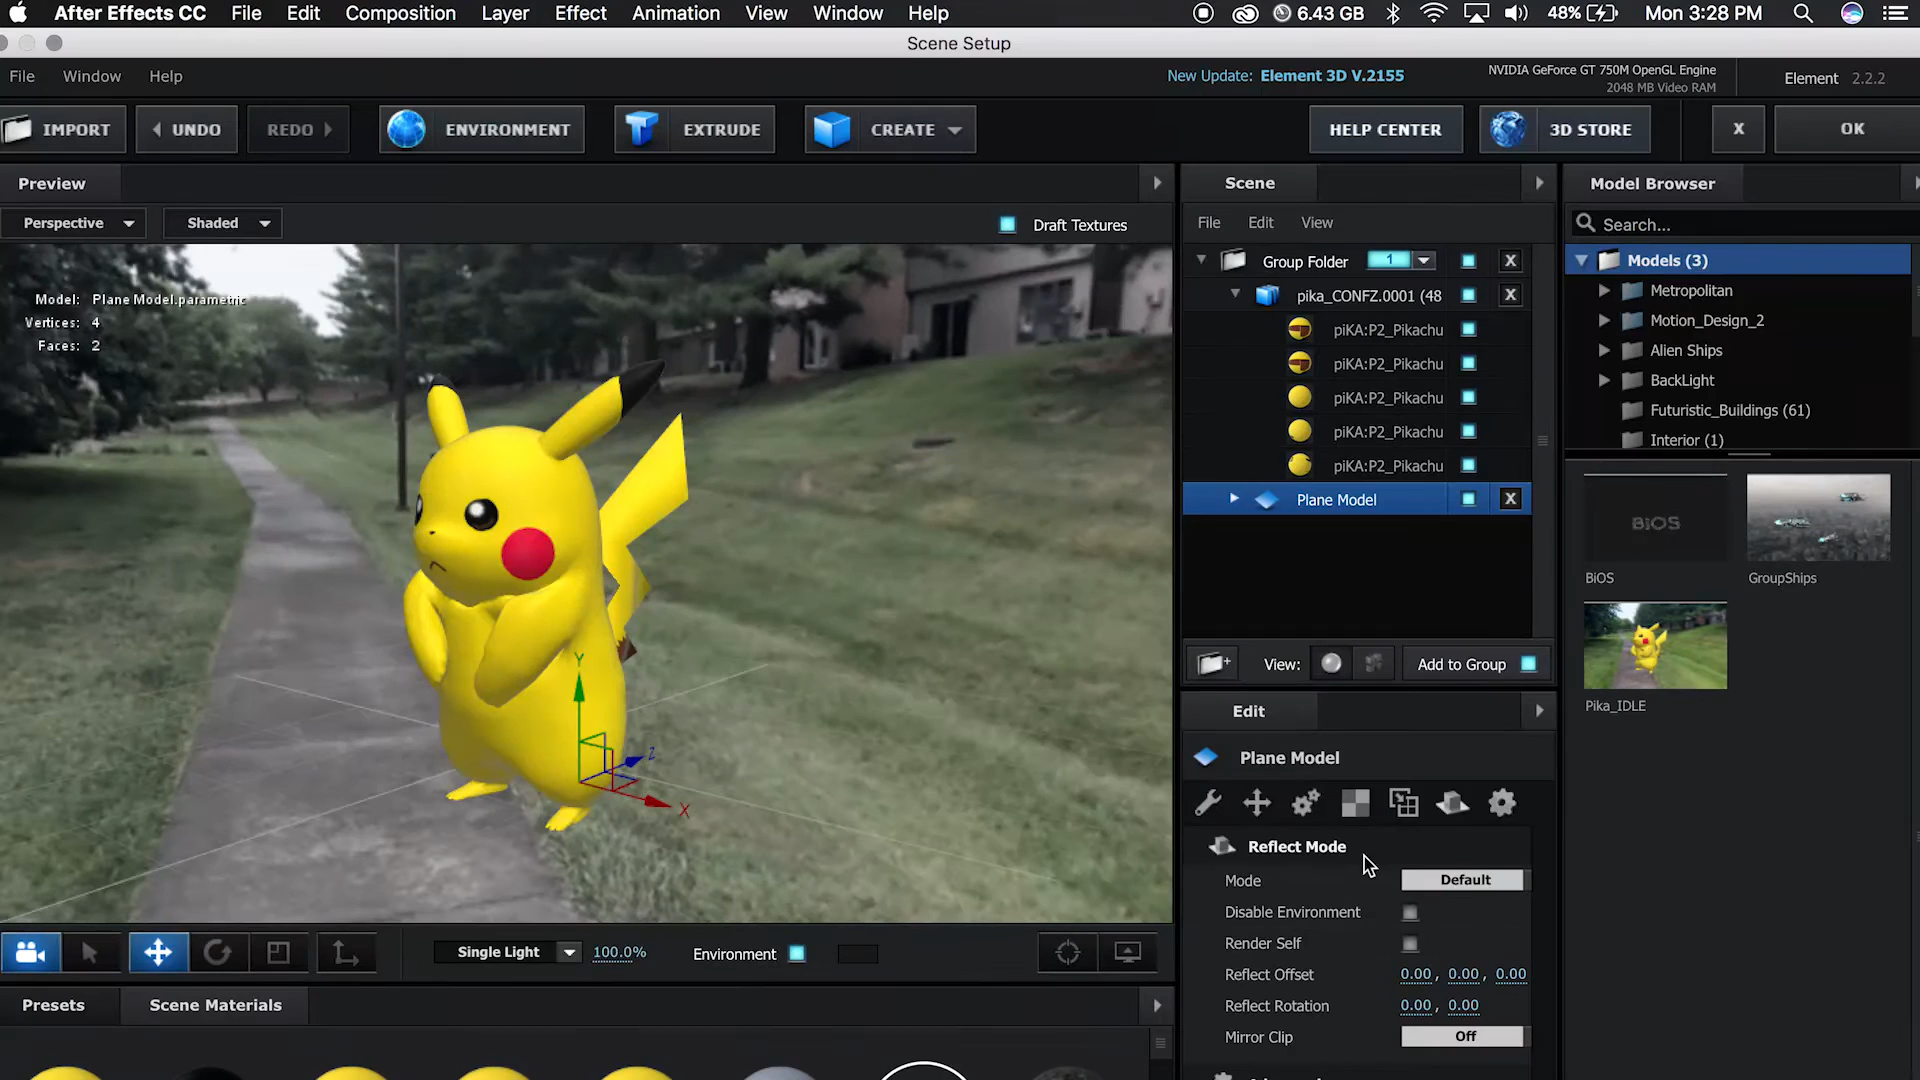 After Effects CC File Edit Composition Layer Effect Animation View Window Help 6.43 GB 48% Mon 3:28 PM
Scene Setup
File Window Help New Update: Element 3D V.2155 NVIDIA GeForce GT 750M OpenGL Engine Element 2.2.2
2048 MB Video RAM
IMPORT UNDO REDO ENVIRONMENT EXTRUDE CREATE HELP CENTER 3D STORE X OK
Preview Scene Model Browser
Perspective Shaded Draft Textures File Edit View Search...
Group Folder 1 X Models (3)
Model: Plane Model.parametric pika_CONFZ.0001 (48 X Metropolitan
Vertices: 4 piKA:P2_Pikachu Motion_Design_2
Faces: 2 piKA:P2_Pikachu Alien Ships
piKA:P2_Pikachu BackLight
piKA:P2_Pikachu Futuristic_Buildings (61)
piKA:P2_Pikachu Interior (1)
Plane Model X BiOS
BiOS GroupShips
Y
View: Add to Group
Edit Pika_IDLE
Z Plane Model
X
Reflect Mode
Mode Default
Disable Environment
Single Light 100.0% Environment Render Self
Reflect Offset 0.00, 0.00, 0.00
Presets Scene Materials Reflect Rotation 0.00, 0.00
Mirror Clip Off